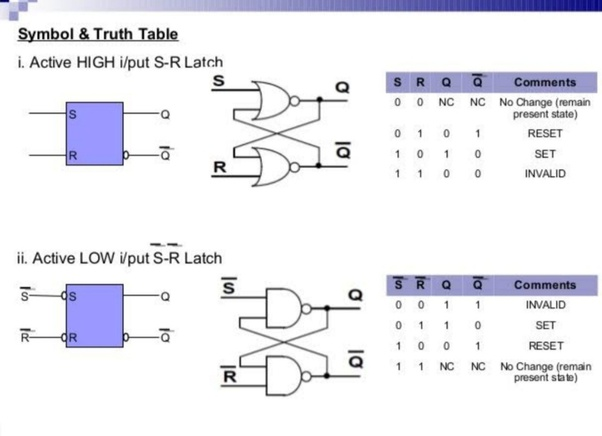 Symbol & Truth Table
i. Active HIGH i/put S-R Latch
S
R
Q
Q̅
S
R
Q
Q̅
S R Q Q̅ Comments
0 0 NC NC No Change (remain
present state)
0 1 0 1 RESET
1 0 1 0 SET
1 1 0 0 INVALID
ii. Active LOW i/put S̅-R̅ Latch
S̅
S
R̅
R
Q
Q̅
S̅
R̅
Q
Q̅
S̅ R̅ Q Q̅ Comments
0 0 1 1 INVALID
0 1 1 0 SET
1 0 0 1 RESET
1 1 NC NC No Change (remain
present state)